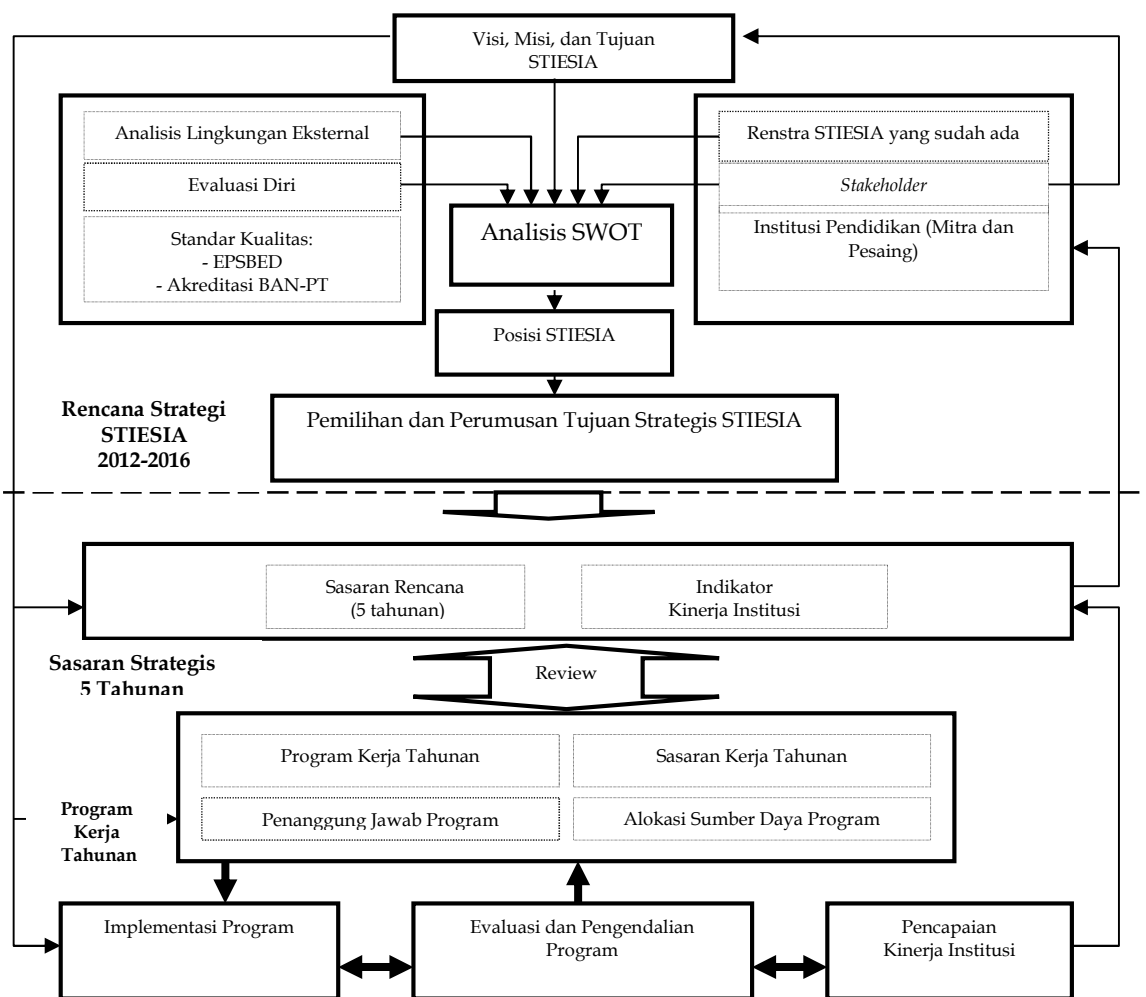 Visi, Misi, dan Tujuan
STIESIA
Analisis Lingkungan Eksternal
Evaluasi Diri
Standar Kualitas:
- EPSBED
- Akreditasi BAN-PT
Renstra STIESIA yang sudah ada
Stakeholder
Institusi Pendidikan (Mitra dan
Pesaing)
Analisis SWOT
Posisi STIESIA
Rencana Strategi
STIESIA
2012-2016
Pemilihan dan Perumusan Tujuan Strategis STIESIA
Sasaran Rencana
(5 tahunan)
Indikator
Kinerja Institusi
Sasaran Strategis
5 Tahunan
Review
Program Kerja Tahunan
Sasaran Kerja Tahunan
Penanggung Jawab Program
Alokasi Sumber Daya Program
Program
Kerja
Tahunan
Implementasi Program
Evaluasi dan Pengendalian
Program
Pencapaian
Kinerja Institusi